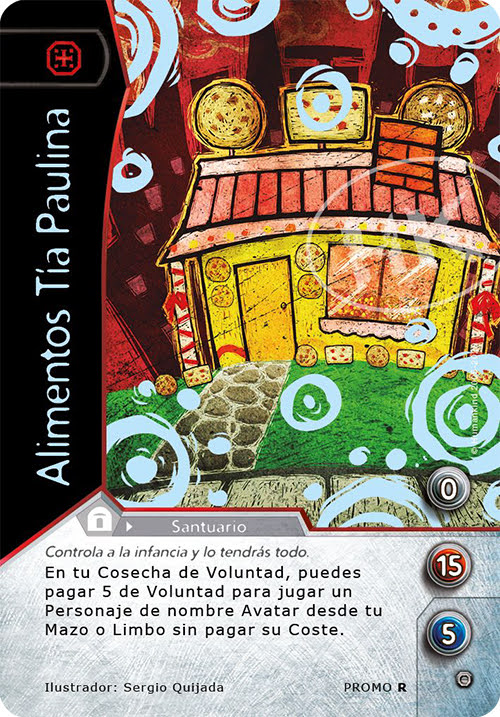 Alimentos Tía Paulina
0
Santuario
Controla a la infancia y lo tendrás todo.
En tu Cosecha de Voluntad, puedes
pagar 5 de Voluntad para jugar un
Personaje de nombre Avatar desde tu
Mazo o Limbo sin pagar su Coste.
15
5
Ilustrador: Sergio Quijada
PROMO R